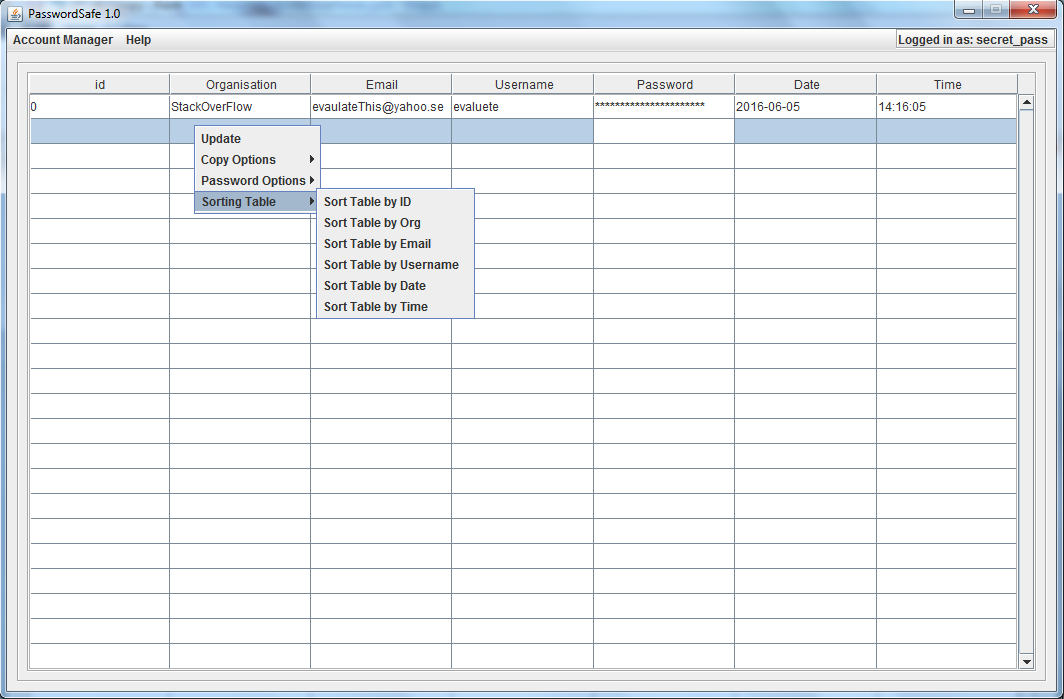 PasswordSafe 1.0
Account Manager Help Logged in as: secret_pass
id Organisation Email Username Password Date Time
0 StackOverFlow evaulateThis@yahoo.se evaluete ********************** 2016-06-05 14:16:05
Update
Copy Options
Password Options
Sorting Table
Sort Table by ID
Sort Table by Org
Sort Table by Email
Sort Table by Username
Sort Table by Date
Sort Table by Time